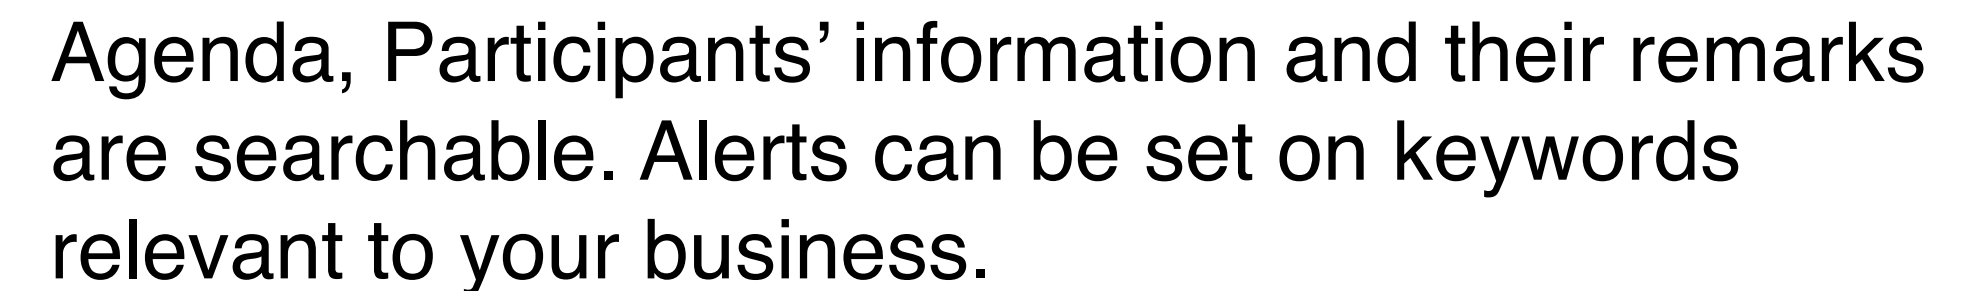 Agenda, Participants’ information and their remarks
are searchable. Alerts can be set on keywords
relevant to your business.